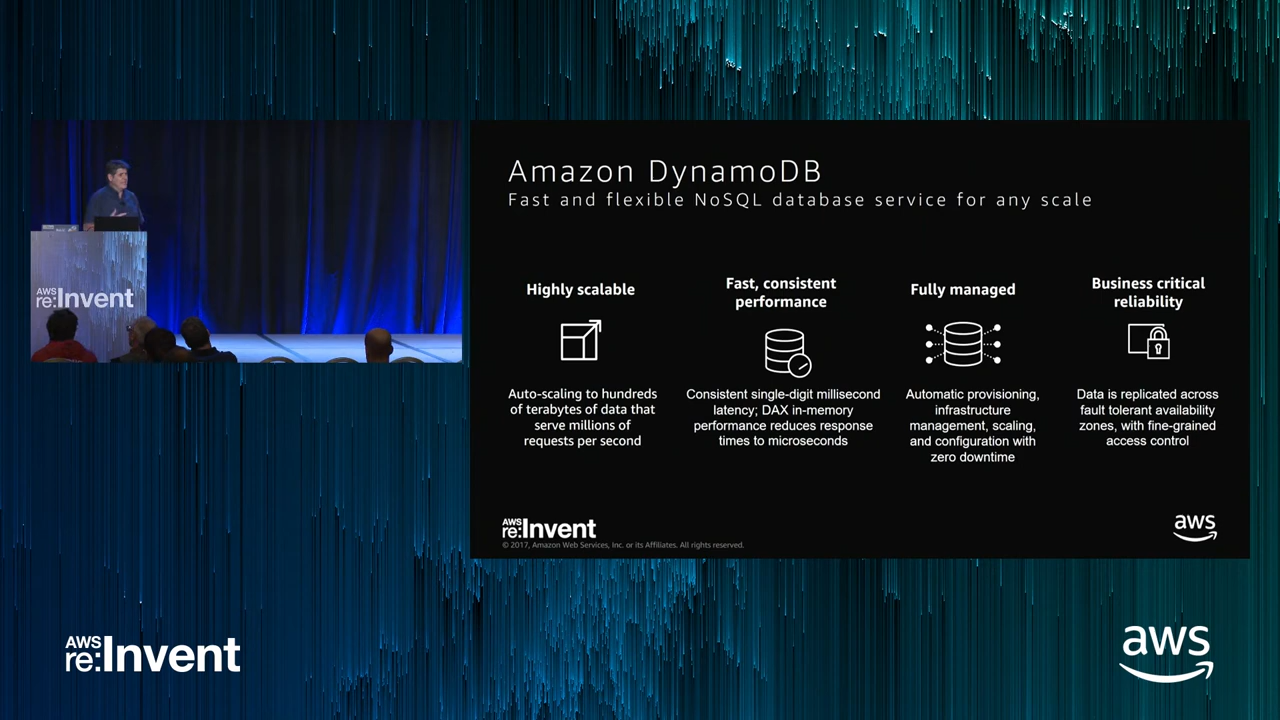 AWS
re:Invent
Amazon DynamoDB
Fast and flexible NoSQL database service for any scale
Highly scalable
Auto-scaling to hundreds
of terabytes of data that
serve millions of
requests per second
Fast, consistent
performance
Consistent single-digit millisecond
latency; DAX in-memory
performance reduces response
times to microseconds
Fully managed
Automatic provisioning,
infrastructure
management, scaling,
and configuration with
zero downtime
Business critical
reliability
Data is replicated across
fault tolerant availability
zones, with fine-grained
access control
AWS
re:Invent
© 2017, Amazon Web Services, Inc. or its Affiliates. All rights reserved.
aws
AWS
re:Invent
aws